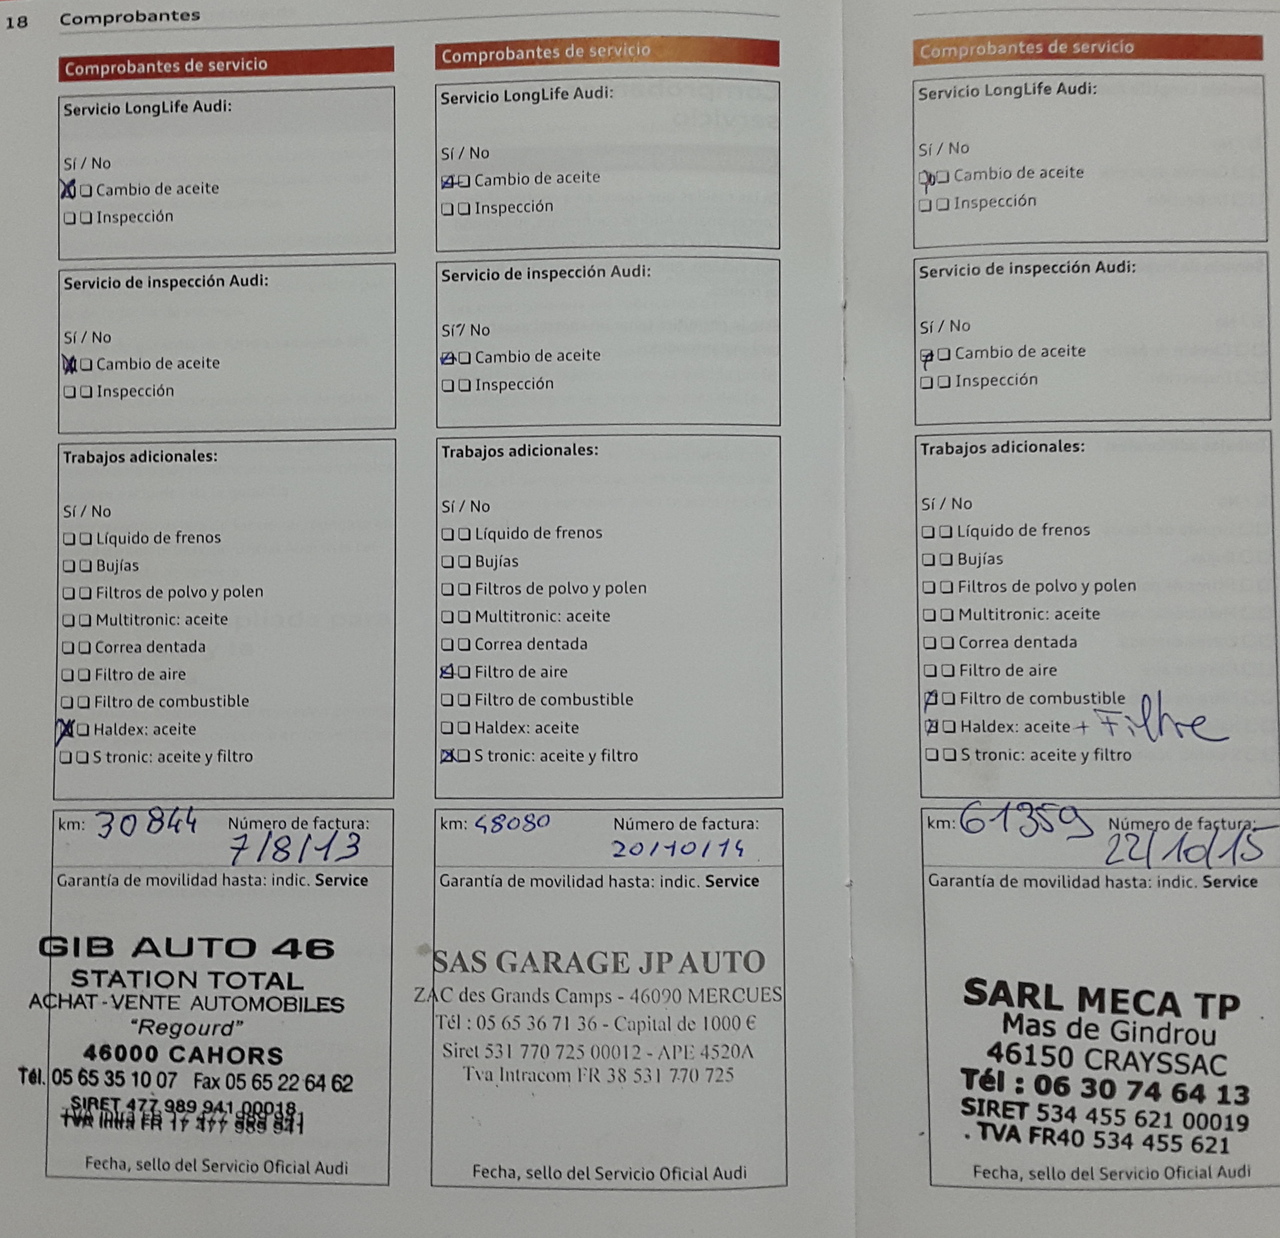 18 Comprobantes
Comprobantes de servicio
Servicio LongLife Audi:
Sí / No
Cambio de aceite
Inspección
Servicio de inspección Audi:
Sí / No
Cambio de aceite
Inspección
Trabajos adicionales:
Sí / No
Líquido de frenos
Bujías
Filtros de polvo y polen
Multitronic: aceite
Correa dentada
Filtro de aire
Filtro de combustible
Haldex: aceite
S tronic: aceite y filtro
km: 30844 Número de factura:
7/8/13
Garantía de movilidad hasta: indic. Service
GIB AUTO 46
STATION TOTAL
ACHAT-VENTE AUTOMOBILES
"Regourd"
46000 CAHORS
Tél. 05 65 35 10 07 Fax 05 65 22 64 62
SIRET 477 989 941 00018
TVA Intra FR 17 477 989 941
Fecha, sello del Servicio Oficial Audi
Comprobantes de servicio
Servicio LongLife Audi:
Sí / No
Cambio de aceite
Inspección
Servicio de inspección Audi:
Sí / No
Cambio de aceite
Inspección
Trabajos adicionales:
Sí / No
Líquido de frenos
Bujías
Filtros de polvo y polen
Multitronic: aceite
Correa dentada
Filtro de aire
Filtro de combustible
Haldex: aceite
S tronic: aceite y filtro
km: 48080 Número de factura:
20/10/14
Garantía de movilidad hasta: indic. Service
SAS GARAGE JP AUTO
ZAC des Grands Camps - 46090 MERCUES
Tél : 05 65 36 71 36 - Capital de 1000 €
Siret 531 770 725 00012 - APE 4520A
Tva Intracom FR 38 531 770 725
Fecha, sello del Servicio Oficial Audi
Comprobantes de servicio
Servicio LongLife Audi:
Sí / No
Cambio de aceite
Inspección
Servicio de inspección Audi:
Sí / No
Cambio de aceite
Inspección
Trabajos adicionales:
Sí / No
Líquido de frenos
Bujías
Filtros de polvo y polen
Multitronic: aceite
Correa dentada
Filtro de aire
Filtro de combustible
Haldex: aceite + Filtre
S tronic: aceite y filtro
km: 61359 Número de factura:
22/10/15
Garantía de movilidad hasta: indic. Service
SARL MECA TP
Mas de Gindrou
46150 CRAYSSAC
Tél : 06 30 74 64 13
SIRET 534 455 621 00019
. TVA FR40 534 455 621
Fecha, sello del Servicio Oficial Audi